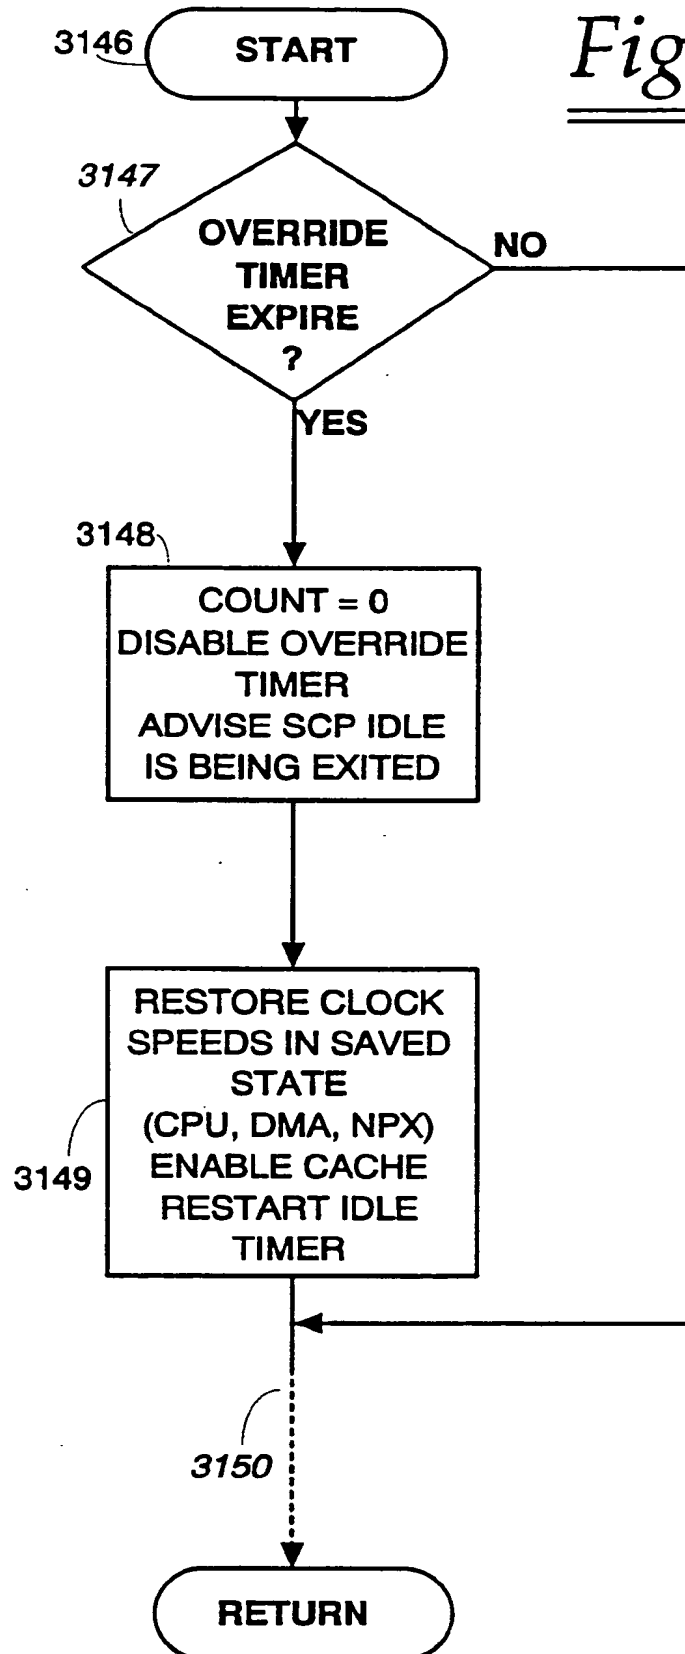 3146
START
Fig
3147
OVERRIDE
TIMER
EXPIRE
?
NO
YES
3148
COUNT = 0
DISABLE OVERRIDE
TIMER
ADVISE SCP IDLE
IS BEING EXITED
RESTORE CLOCK
SPEEDS IN SAVED
STATE
(CPU, DMA, NPX)
ENABLE CACHE
RESTART IDLE
TIMER
3149
3150
RETURN